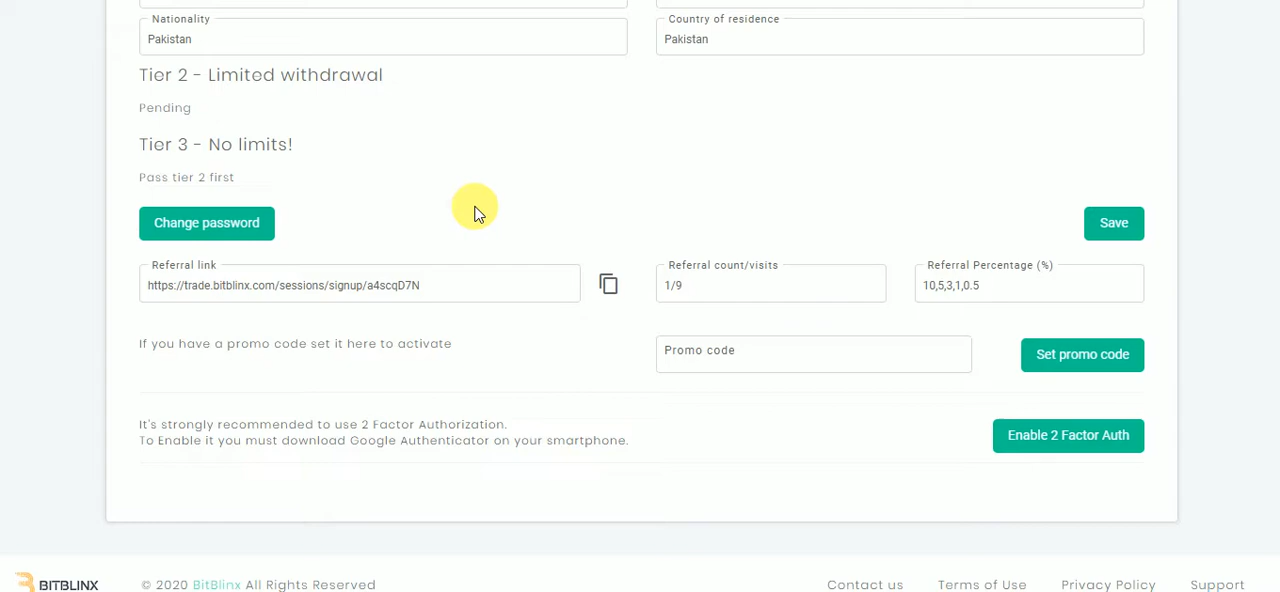 Nationality
Pakistan
Country of residence
Pakistan
Tier 2 - Limited withdrawal
Pending
Tier 3 - No limits!
Pass tier 2 first
Change password
Save
Referral link
https://trade.bitblinx.com/sessions/signup/a4scqD7N
Referral count/visits
1/9
Referral Percentage (%)
10,5,3,1,0.5
If you have a promo code set it here to activate
Promo code
Set promo code
It's strongly recommended to use 2 Factor Authorization.
To Enable it you must download Google Authenticator on your smartphone.
Enable 2 Factor Auth
BITBLINX
© 2020 BitBlinx All Rights Reserved
Contact us
Terms of Use
Privacy Policy
Support